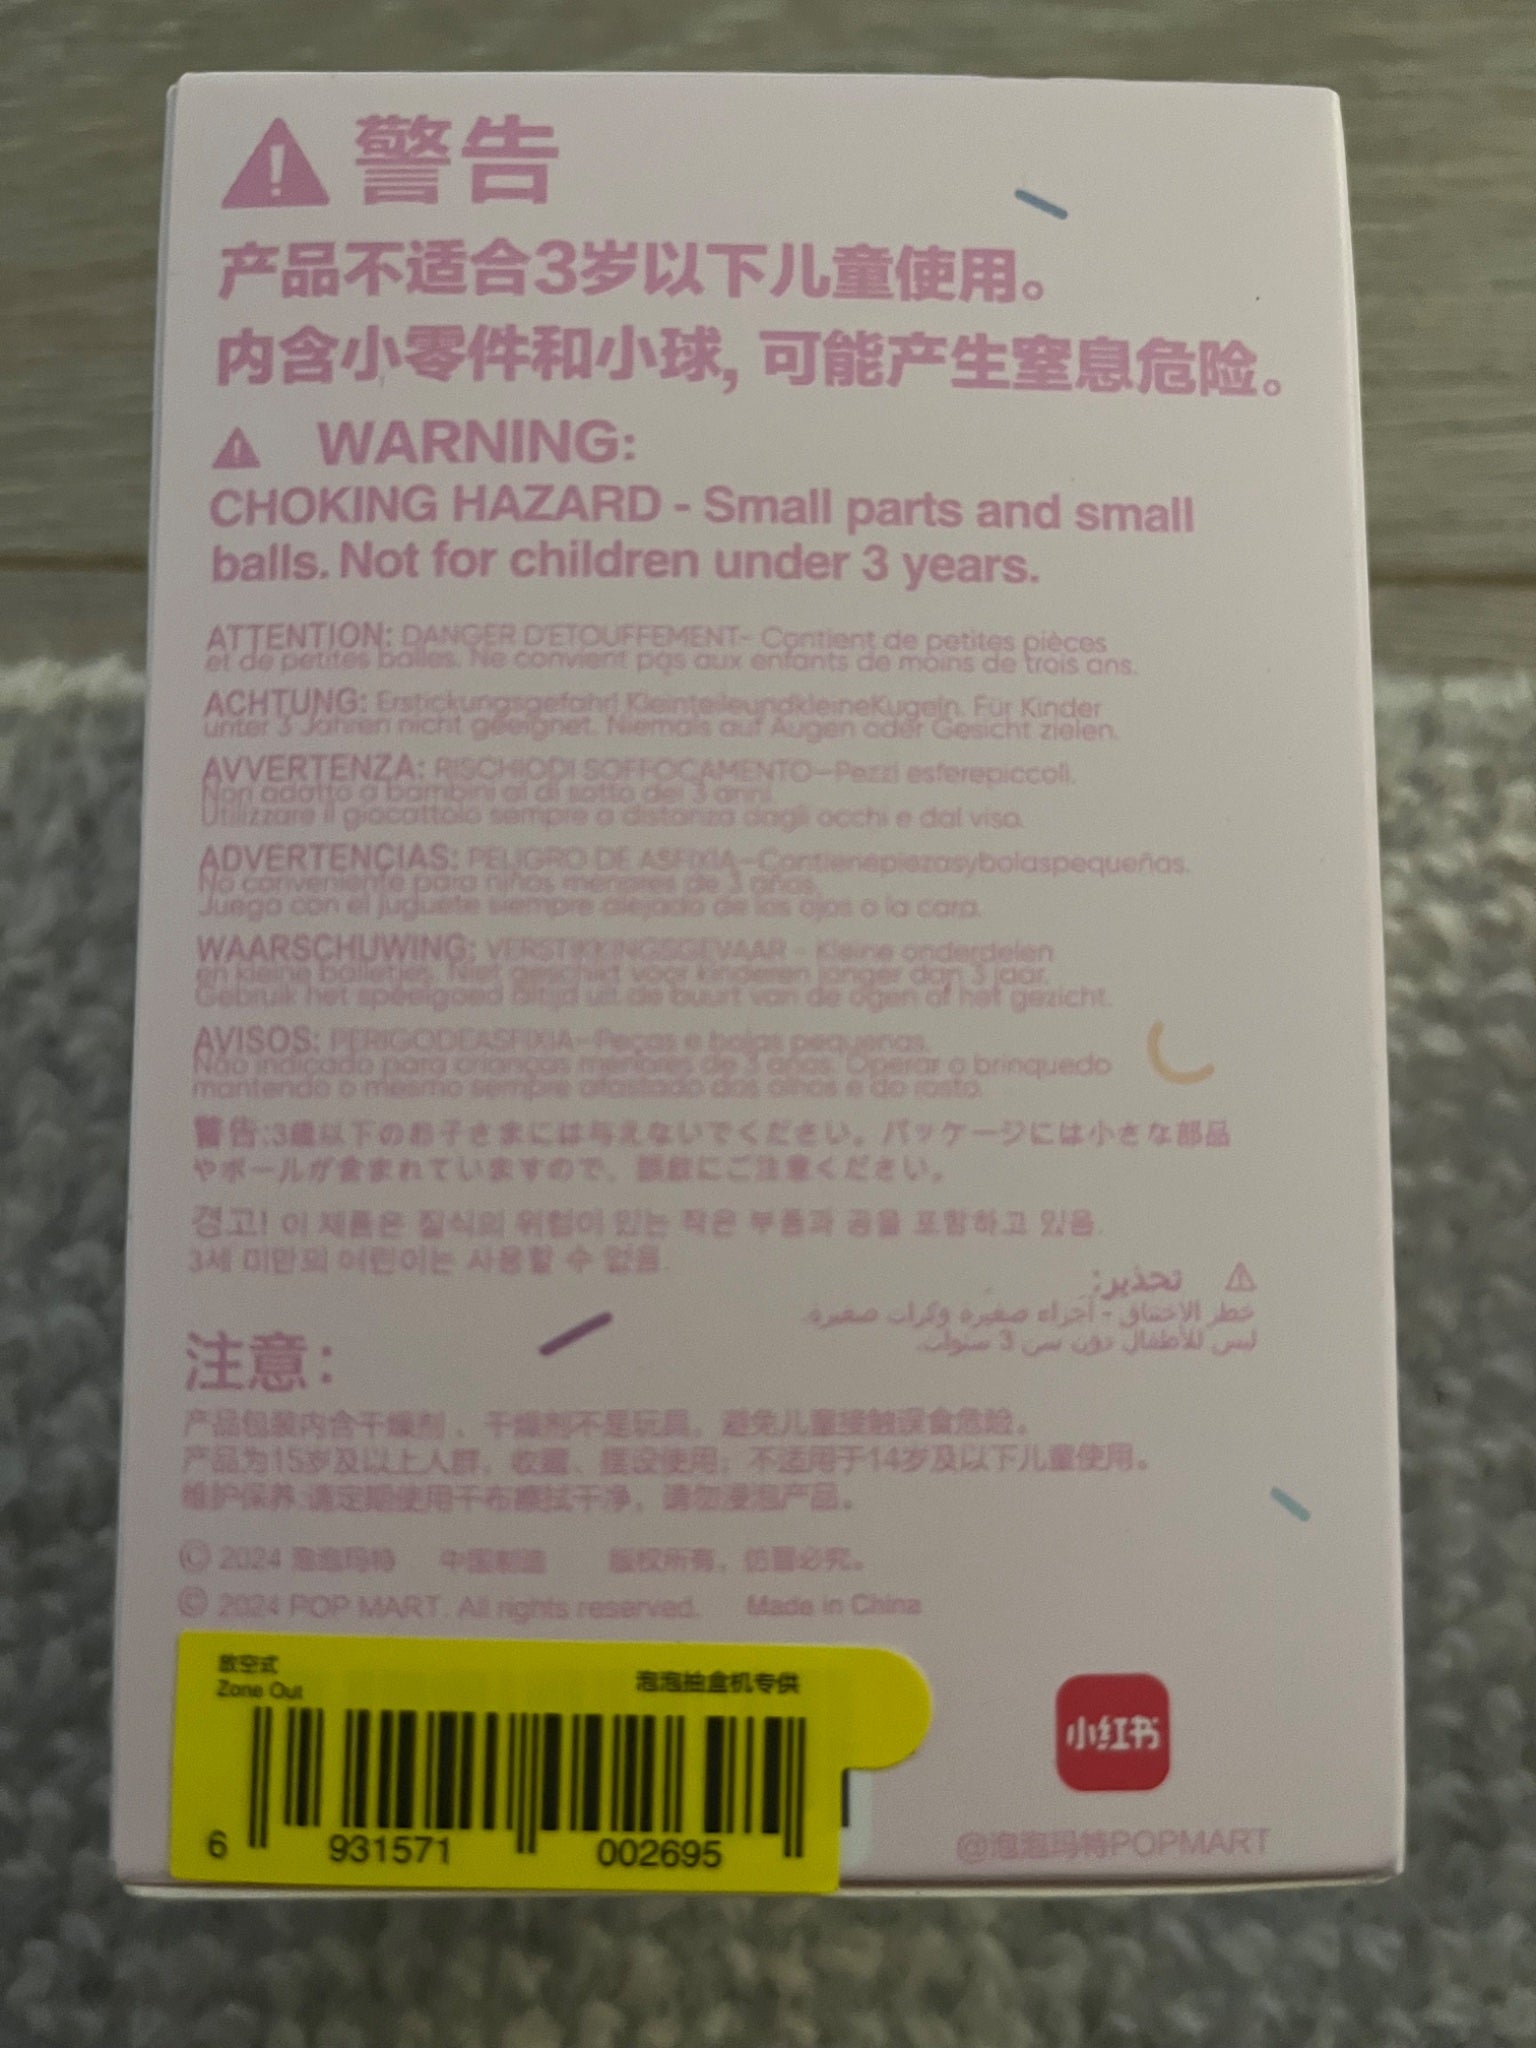 警告
产品不适合3岁以下儿童使用。
内含小零件和小球, 可能产生窒息危险。
WARNING:
CHOKING HAZARD - Small parts and small
balls. Not for children under 3 years.
ATTENTION: DANGER D'ETOUFFEMENT- Contient de petites pièces
et de petites balles. Ne convient pas aux enfants de moins de trois ans.
ACHTUNG: Erstickungsgefahr! KleinteileundkleineKugeln. Für Kinder
unter 3 Jahren nicht geeignet. Niemals auf Augen oder Gesicht zielen.
AVVERTENZA: RISCHIODI SOFFOCAMENTO-Pezzi esferepiccoli.
Non adatto a bambini al di sotto dei 3 anni.
Utilizzare il giocattolo sempre a distanza dagli occhi e dal viso.
ADVERTENCIAS: PELIGRO DE ASFIXIA-Contienepiezasybolaspequeñas.
No conveniente para niños menores de 3 años.
Juego con el juguete siempre alejado de los ojos o la cara.
WAARSCHUWING: VERSTIKKINGSGEVAAR - Kleine onderdelen
en kleine balletjes. Niet geschikt voor kinderen jonger dan 3 jaar.
Gebruik het speelgoed altijd uit de buurt van de ogen of het gezicht.
AVISOS: PERIGODEASFIXIA-Peças e bolas pequenas.
Não indicado para crianças menores de 3 anos. Operar o brinquedo
mantendo o mesmo sempre afastado dos olhos e do rosto.
警告:3歳以下のお子さまには与えないでください。パッケージには小さな部品
やボールが含まれていますので、誤飲にご注意ください。
경고! 이 제품은 질식의 위험이 있는 작은 부품과 공을 포함하고 있음.
3세 미만의 어린이는 사용할 수 없음.
تحذير:
خطر الاختناق - أجزاء صغيرة وكرات صغيرة.
ليس للأطفال دون سن 3 سنوات.
注意:
产品包装内含干燥剂，干燥剂不是玩具，避免儿童接触误食危险。
产品为15岁及以上人群，收藏、摆设使用；不适用于14岁及以下儿童使用。
维护保养:请定期使用干布擦拭干净，请勿浸泡产品。
© 2024 泡泡玛特 中国制造 版权所有，仿冒必究。
© 2024 POP MART. All rights reserved. Made in China
放空式
Zone Out
泡泡抽盒机专供
6 931571 002695
小红书
@泡泡玛特POPMART